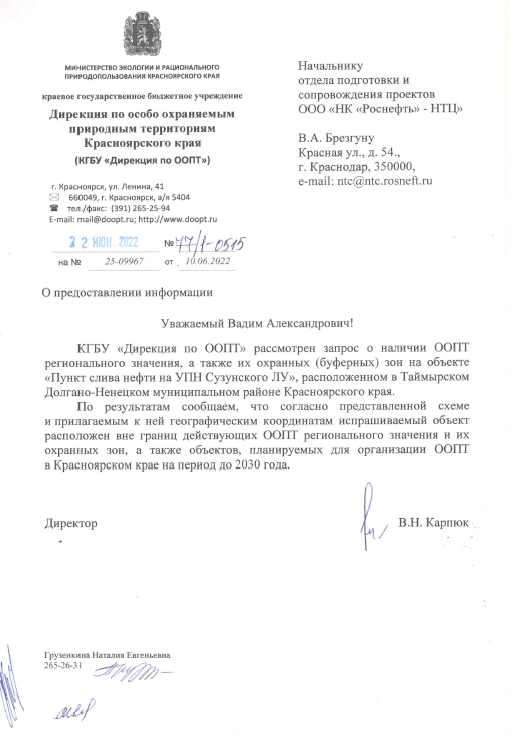 МИНИСТЕРСТВО ЭКОЛОГИИ И РАЦИОНАЛЬНОГО
ПРИРОДОПОЛЬЗОВАНИЯ КРАСНОЯРСКОГО КРАЯ
краевое государственное бюджетное учреждение
Дирекция по особо охраняемым
природным территориям
Красноярского края
(КГБУ «Дирекция по ООПТ»)
г. Красноярск, ул. Ленина, 41
660049, г. Красноярск, а/я 5404
тел./факс: (391) 265-25-94
E-mail: mail@doopt.ru; http://www.doopt.ru
22 ИЮН 2022 № 77/1-0515
на № 25-09967 от 10.06.2022
Начальнику
отдела подготовки и
сопровождения проектов
ООО «НК «Роснефть» - НТЦ»
В.А. Брезгуну
Красная ул., д. 54.,
г. Краснодар, 350000,
e-mail: ntc@ntc.rosneft.ru
О предоставлении информации
Уважаемый Вадим Александрович!
КГБУ «Дирекция по ООПТ» рассмотрен запрос о наличии ООПТ
регионального значения, а также их охранных (буферных) зон на объекте
«Пункт слива нефти на УПН Сузунского ЛУ», расположенном в Таймырском
Долгано-Ненецком муниципальном районе Красноярского края.
По результатам сообщаем, что согласно представленной схеме
и прилагаемым к ней географическим координатам испрашиваемый объект
расположен вне границ действующих ООПТ регионального значения и их
охранных зон, а также объектов, планируемых для организации ООПТ
в Красноярском крае на период до 2030 года.
Директор
В.Н. Карпюк
Грузенкина Наталия Евгеньевна
265-26-31